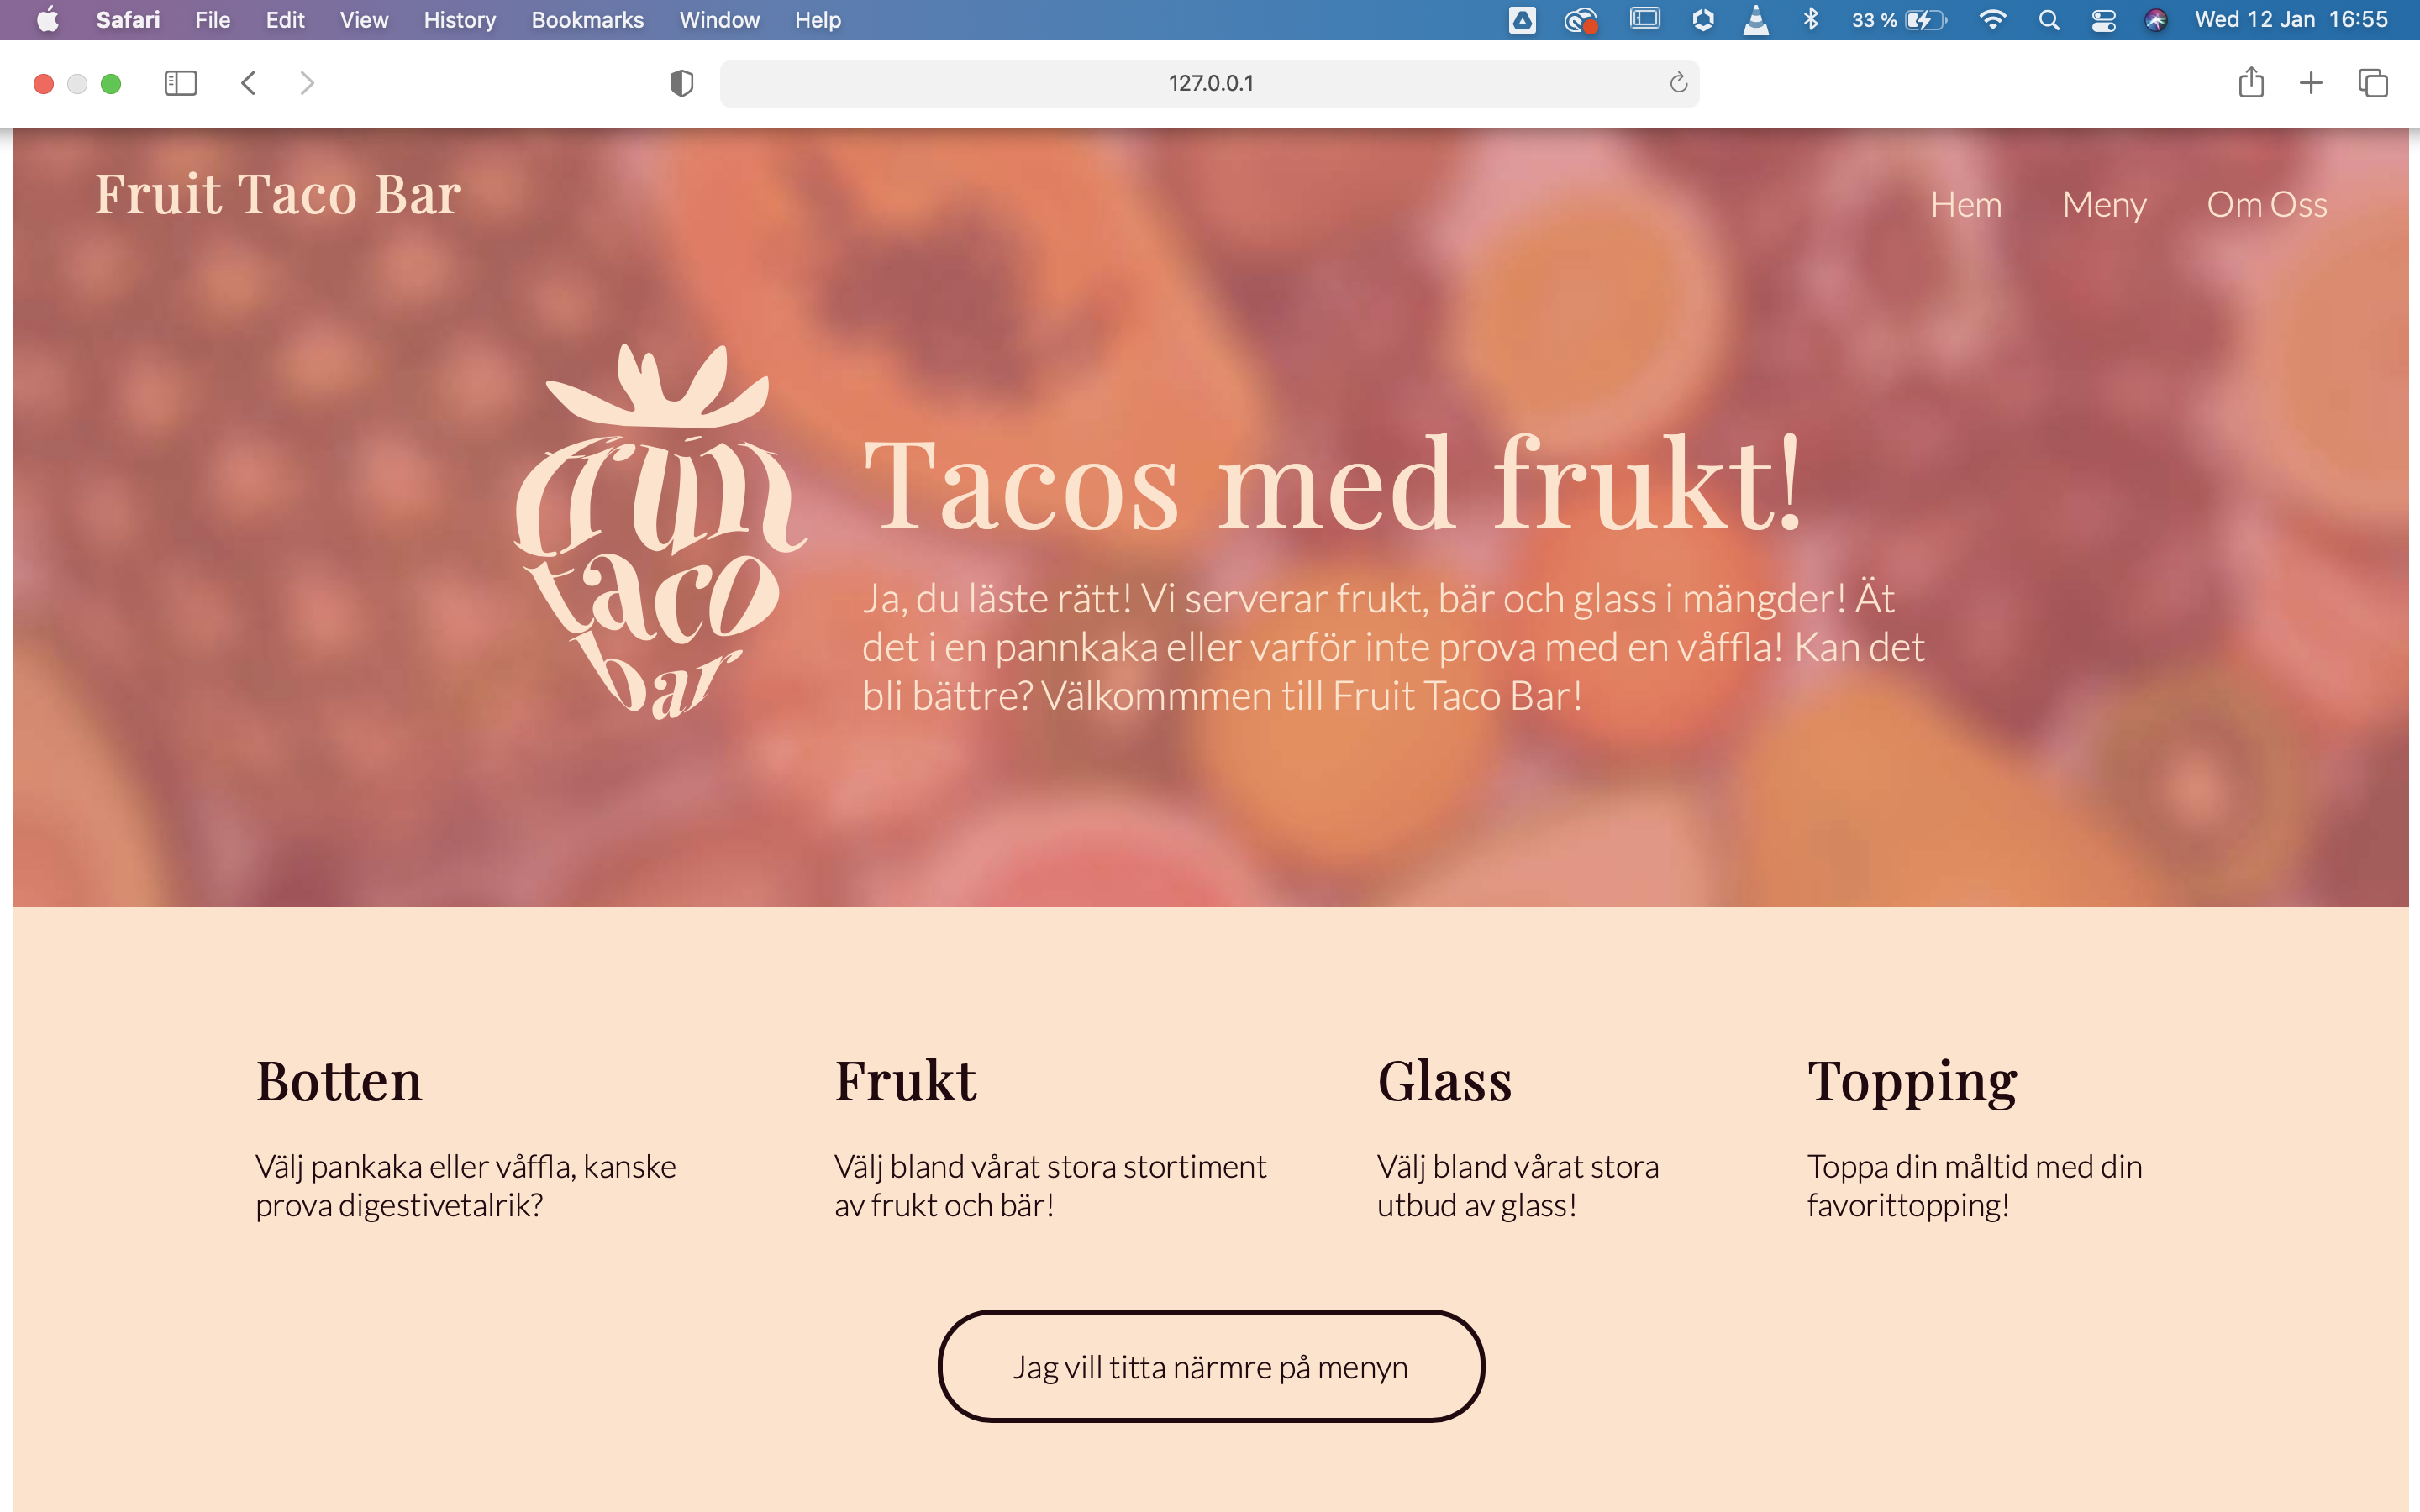 Safari File Edit View History Bookmarks Window Help 33 % Wed 12 Jan 16:55
127.0.0.1
Fruit Taco Bar
Hem Meny Om Oss
fruit
taco
bar
Tacos med frukt!
Ja, du läste rätt! Vi serverar frukt, bär och glass i mängder! Ät
det i en pannkaka eller varför inte prova med en våffla! Kan det
bli bättre? Välkommmen till Fruit Taco Bar!
Botten
Välj pankaka eller våffla, kanske
prova digestivetalrik?
Frukt
Välj bland vårat stora stortiment
av frukt och bär!
Glass
Välj bland vårat stora
utbud av glass!
Topping
Toppa din måltid med din
favorittopping!
Jag vill titta närmre på menyn